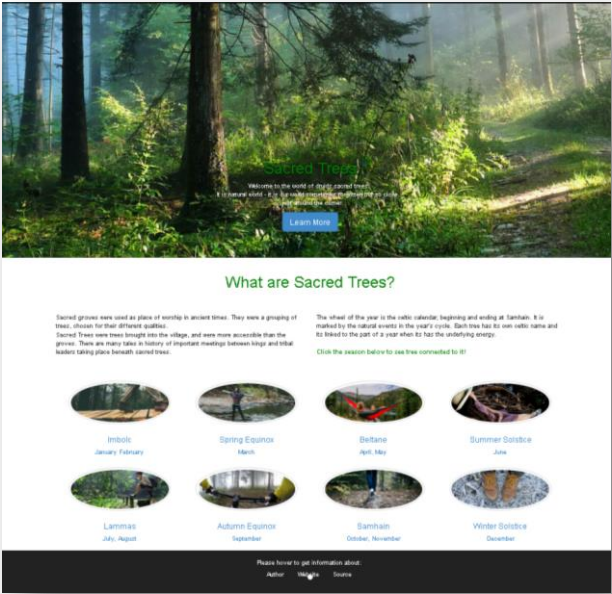 Sacred Trees
Welcome to the world of druids sacred trees.
Learn More
What are Sacred Trees?
Sacred groves were used as place of worship in ancient times. They were a grouping of
trees, chosen for their different qualities.
Sacred Trees were trees brought into the village, and were more accessible than the
groves. There are many tales in history of important meetings between kings and tribal
leaders taking place beneath sacred trees.
The wheel of the year is the celtic calendar, beginning and ending at Samhain. It is
marked by the natural events in the year's cycle. Each tree has its own celtic name and
its linked to the part of a year when its has the underlying energy.
Click the season below to see tree connected to it!
Imbolc
January February
Spring Equinox
March
Beltane
April, May
Summer Solstice
June
Lammas
July, August
Autumn Equinox
September
Samhain
October, November
Winter Solstice
December
Please hover to get information about:
Author Website Source